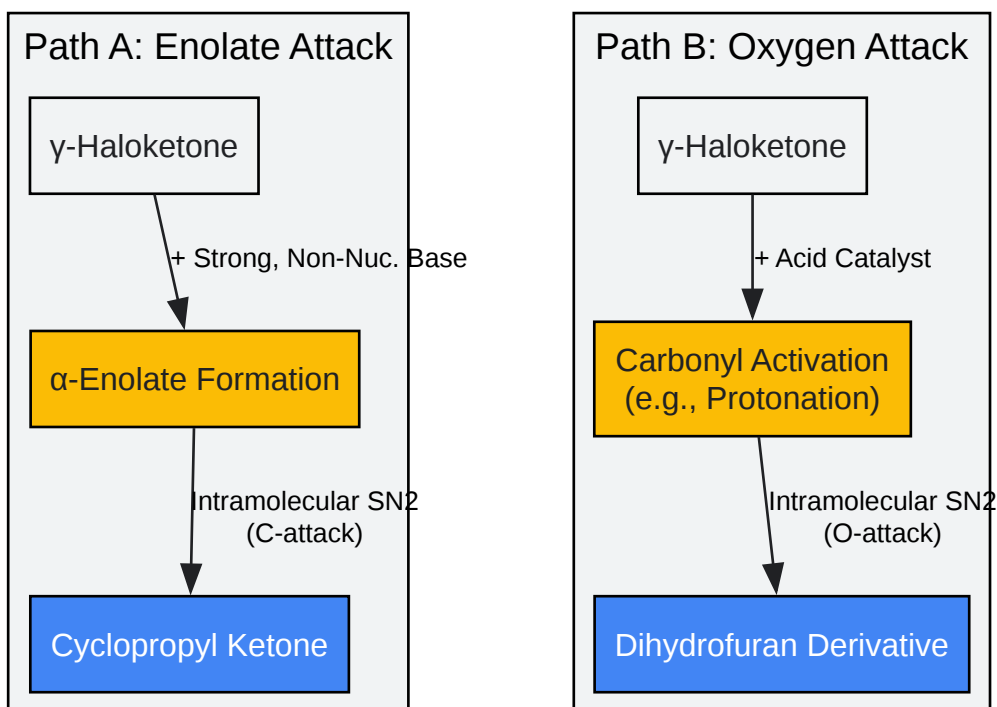 Path A: Enolate Attack
γ-Haloketone
+ Strong, Non-Nuc. Base
α-Enolate Formation
Intramolecular SN2
(C-attack)
Cyclopropyl Ketone
Path B: Oxygen Attack
γ-Haloketone
+ Acid Catalyst
Carbonyl Activation
(e.g., Protonation)
Intramolecular SN2
(O-attack)
Dihydrofuran Derivative